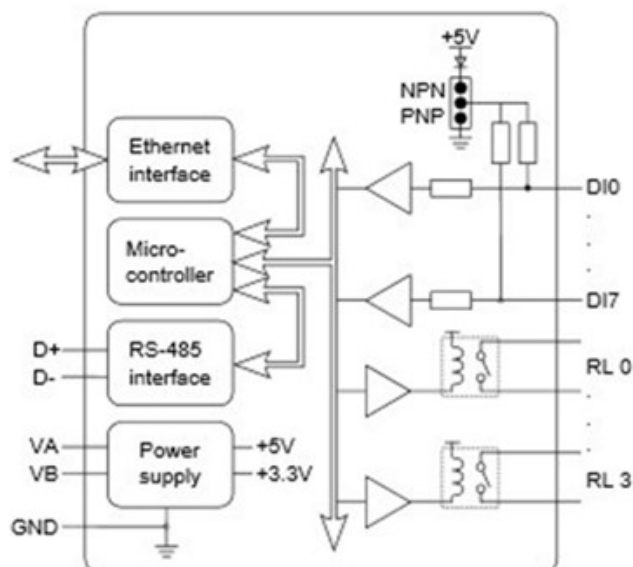 +5V
NPN
PNP
Ethernet
interface
Micro-
controller
RS-485
interface
Power
supply
D+
D-
VA
VB
GND
+5V
+3.3V
DI0
DI7
RL 0
RL 3